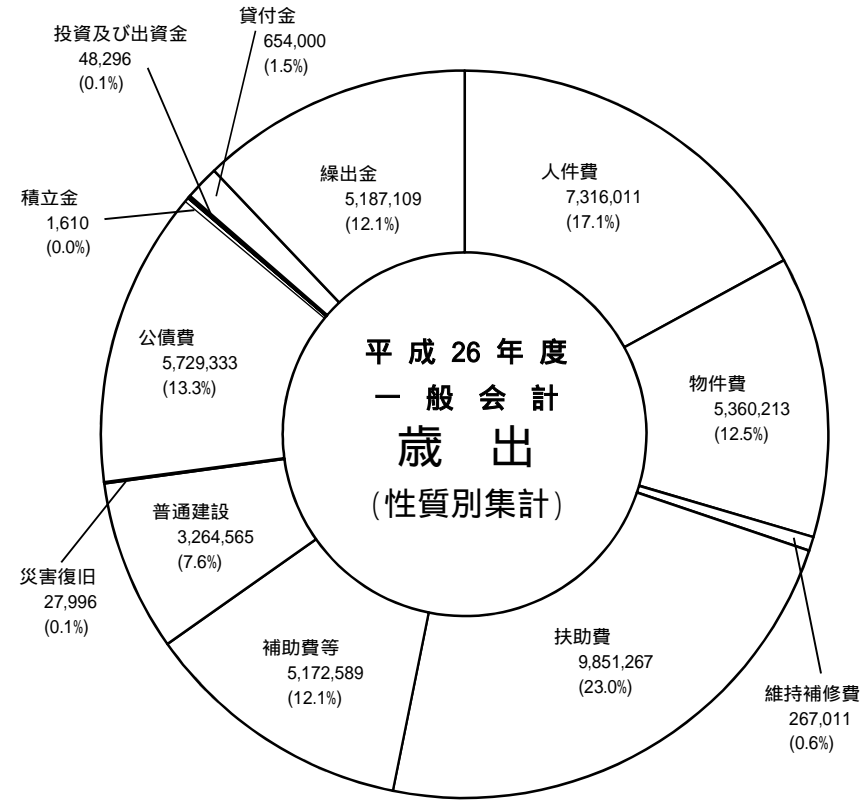 貸付金
654,000
(1.5%)
投資及び出資金
48,296
(0.1%)
積立金
1,610
(0.0%)
繰出金
5,187,109
(12.1%)
人件費
7,316,011
(17.1%)
物件費
5,360,213
(12.5%)
維持補修費
267,011
(0.6%)
扶助費
9,851,267
(23.0%)
補助費等
5,172,589
(12.1%)
普通建設
3,264,565
(7.6%)
災害復旧
27,996
(0.1%)
公債費
5,729,333
(13.3%)
平成26年度
一般会計
歳出
(性質別集計)